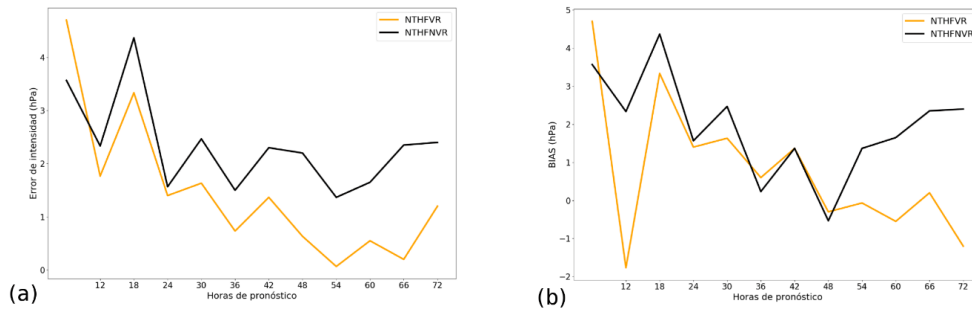 NTHFVR
NTHFNVR
Error de intensidad (hPa)
4
3
2
1
0
12 18 24 30 36 42 48 54 60 66 72
Horas de pronóstico
(a)
NTHFVR
NTHFNVR
BIAS (hPa)
5
4
3
2
1
0
−1
−2
12 18 24 30 36 42 48 54 60 66 72
Horas de pronóstico
(b)